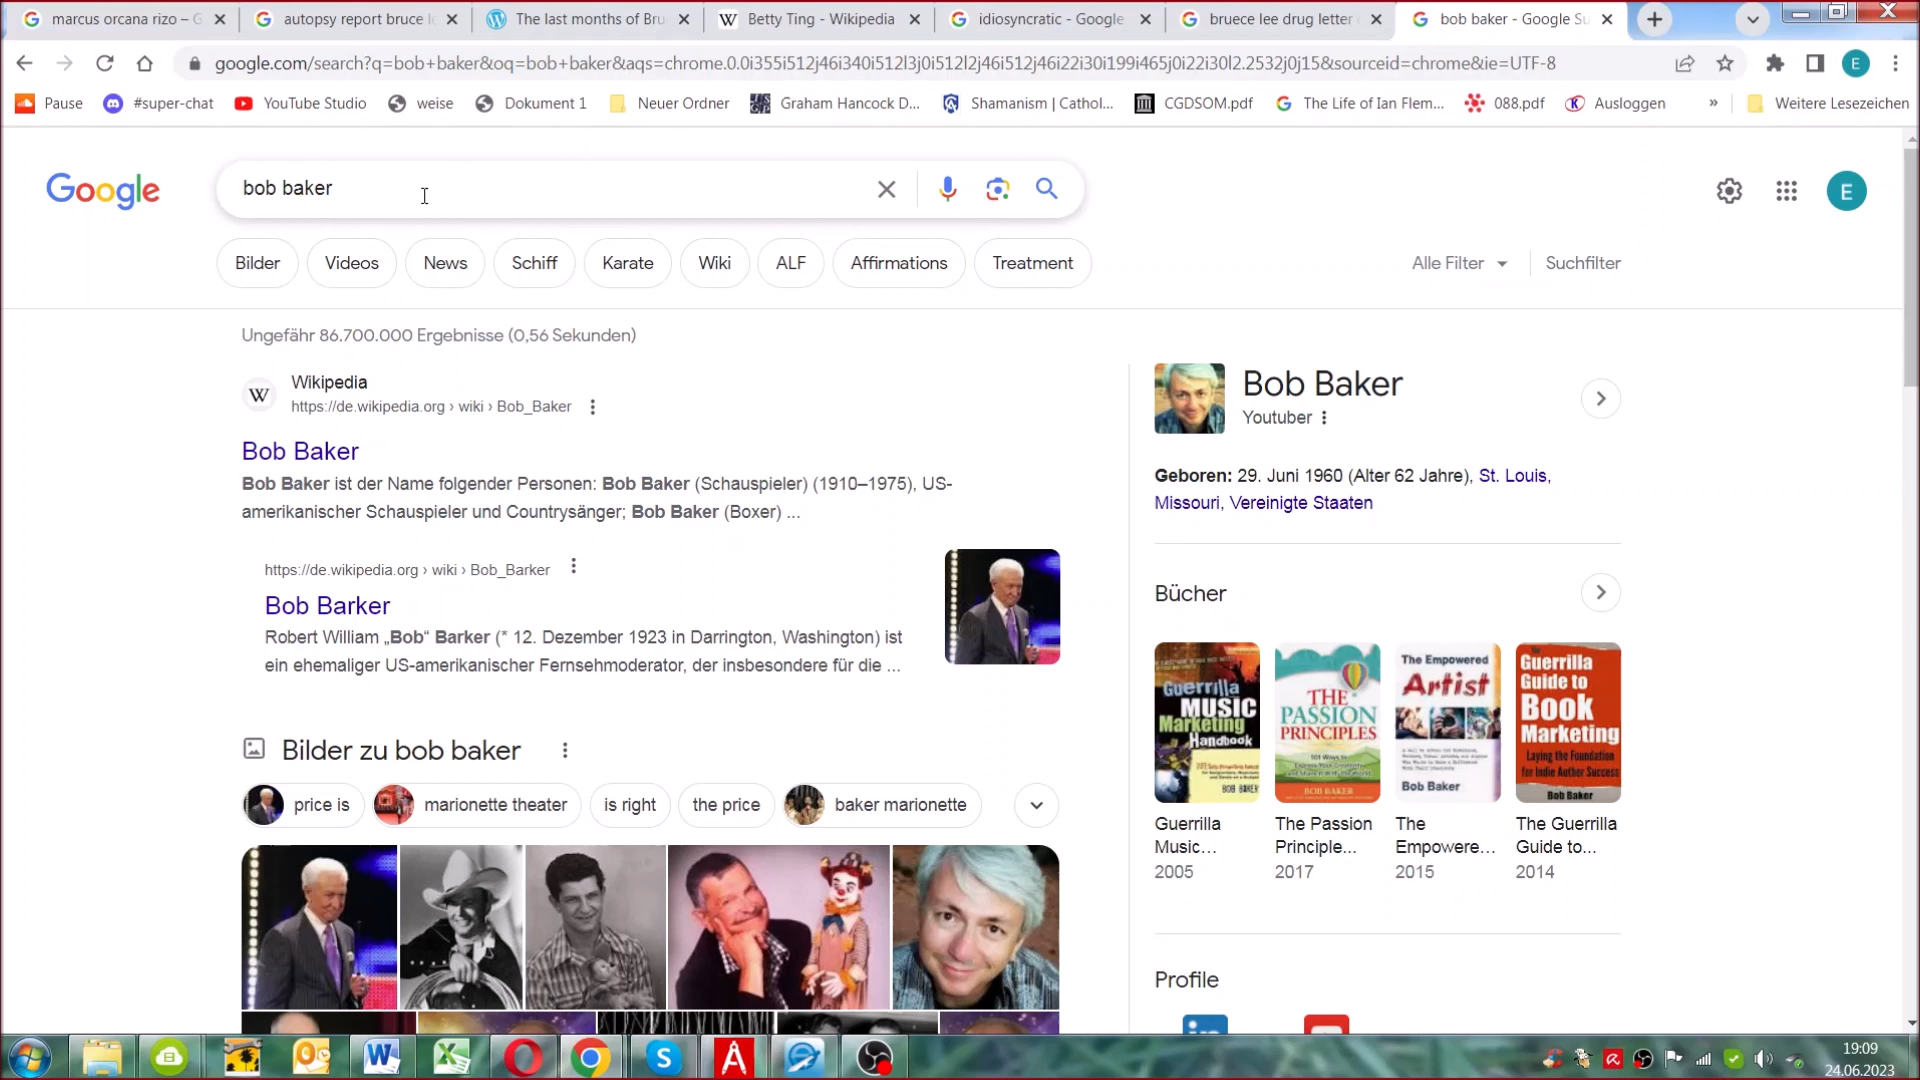 marcus orcana rizo – G
autopsy report bruce l
The last months of Bru
Betty Ting - Wikipedia
idiosyncratic - Google
bruece lee drug letter
bob baker - Google Su
google.com/search?q=bob+baker&oq=bob+baker&aqs=chrome.0.0i355i512j46i340i512l3j0i512l2j46i512j46i22i30i199i465j0i22i30l2.2532j0j15&sourceid=chrome&ie=UTF-8
E
Pause
#super-chat
YouTube Studio
weise
Dokument 1
Neuer Ordner
Graham Hancock D...
Shamanism | Cathol...
CGDSOM.pdf
The Life of Ian Flem...
088.pdf
Ausloggen
»
Weitere Lesezeichen
Google
bob baker
E
Bilder
Videos
News
Schiff
Karate
Wiki
ALF
Affirmations
Treatment
Alle Filter
Suchfilter
Ungefähr 86.700.000 Ergebnisse (0,56 Sekunden)
W
Wikipedia
https://de.wikipedia.org › wiki › Bob_Baker
Bob Baker
Bob Baker ist der Name folgender Personen: Bob Baker (Schauspieler) (1910–1975), US-
amerikanischer Schauspieler und Countrysänger; Bob Baker (Boxer) ...
https://de.wikipedia.org › wiki › Bob_Barker
Bob Barker
Robert William „Bob“ Barker (* 12. Dezember 1923 in Darrington, Washington) ist
ein ehemaliger US-amerikanischer Fernsehmoderator, der insbesondere für die ...
Bilder zu bob baker
price is
marionette theater
is right
the price
baker marionette
Bob Baker
Youtuber
Geboren: 29. Juni 1960 (Alter 62 Jahre), St. Louis,
Missouri, Vereinigte Staaten
Bücher
Guerrilla
MUSIC
Marketing
Handbook
BOB BAKER
THE
PASSION
PRINCIPLES
BOB BAKER
The Empowered
Artist
Bob Baker
Guerrilla
Guide to
Book
Marketing
Laying the Foundation
for Indie Author Success
Bob Baker
Guerrilla
Music...
2005
The Passion
Principle...
2017
The
Empowere...
2015
The Guerrilla
Guide to...
2014
Profile
19:09
24.06.2023